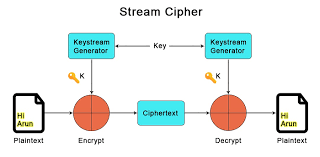 Stream Cipher
Keystream
Generator
Key
Keystream
Generator
K
K
Hi
Arun
Ciphertext
Hi
Arun
Plaintext
Encrypt
Decrypt
Plaintext